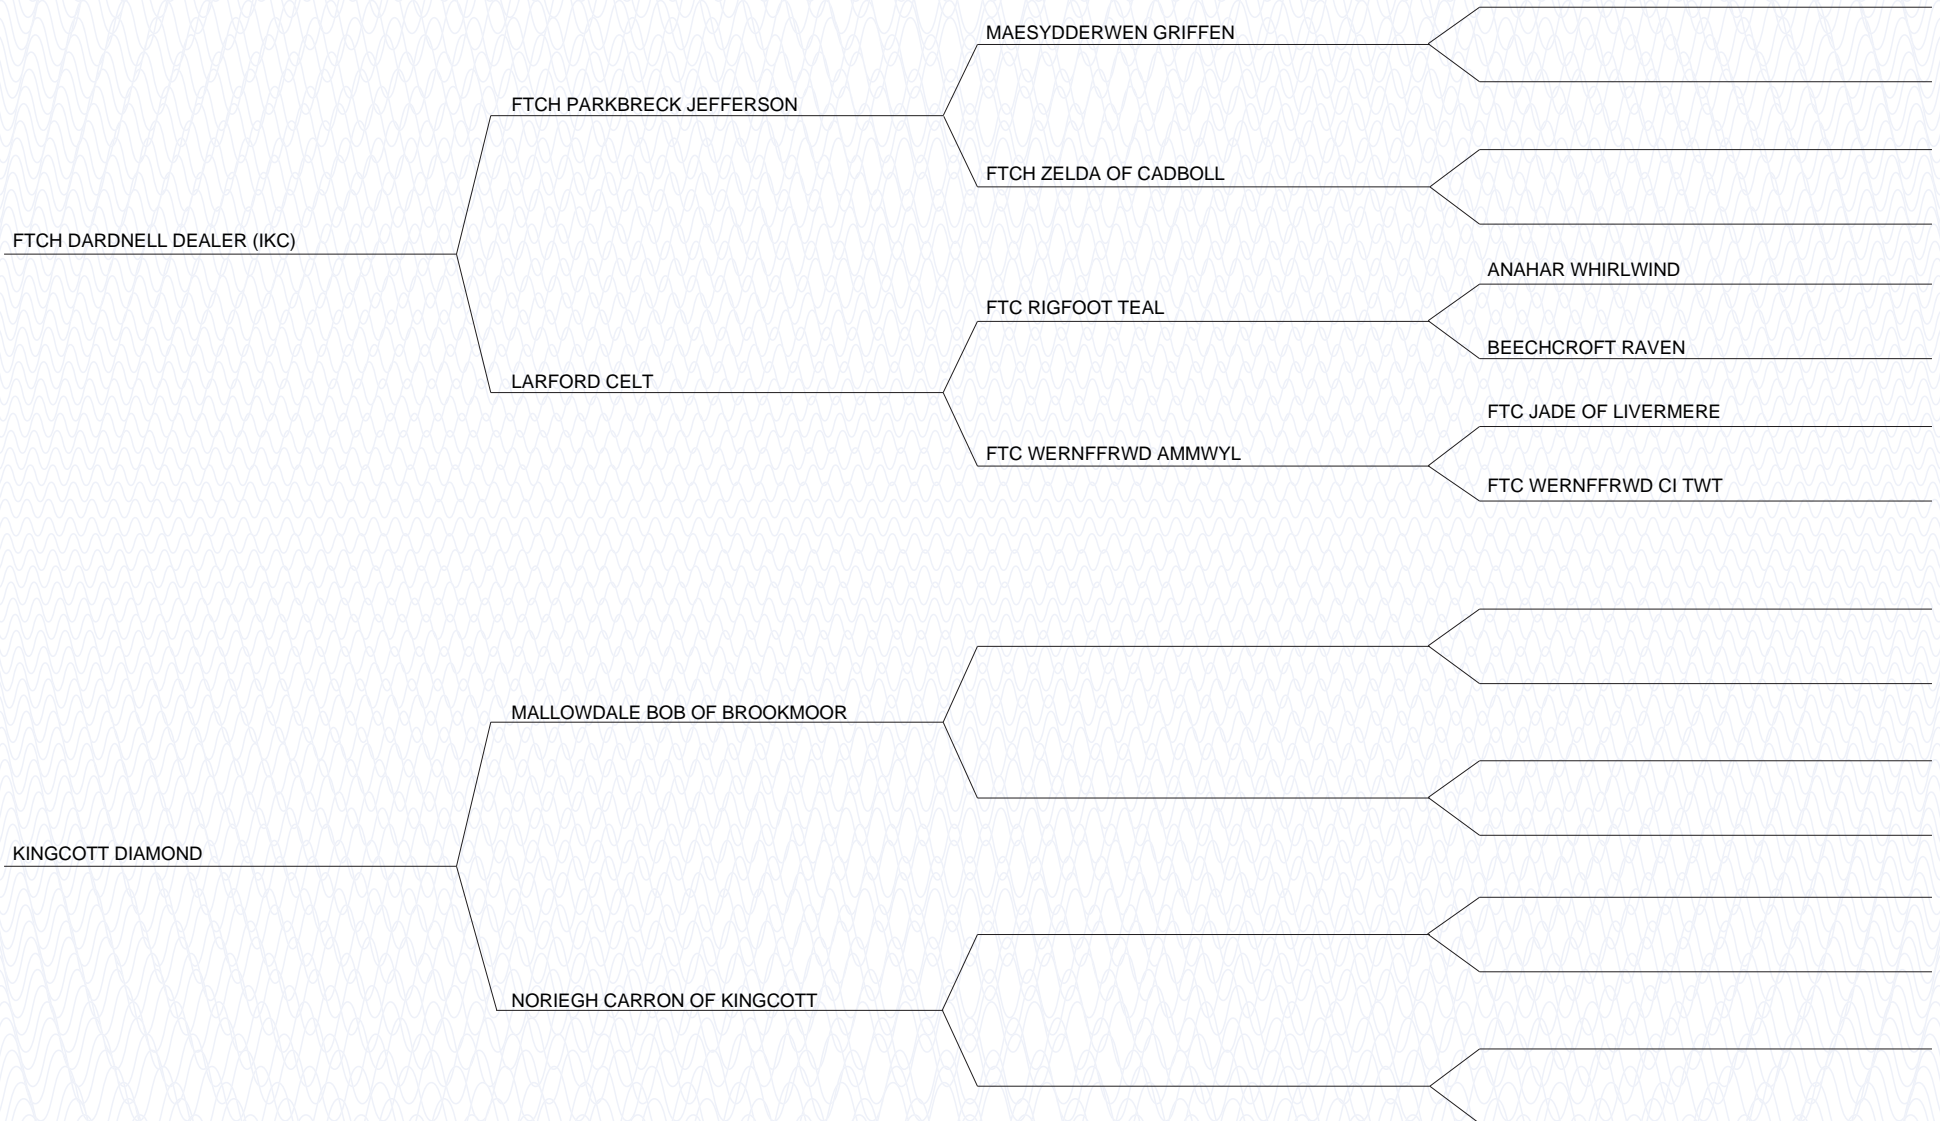 MAESYDDERWEN GRIFFEN
FTCH PARKBRECK JEFFERSON
FTCH ZELDA OF CADBOLL
FTCH DARDNELL DEALER (IKC)
ANAHAR WHIRLWIND
FTC RIGFOOT TEAL
BEECHCROFT RAVEN
LARFORD CELT
FTC JADE OF LIVERMERE
FTC WERNFFRWD AMMWYL
FTC WERNFFRWD CI TWT
MALLOWDALE BOB OF BROOKMOOR
KINGCOTT DIAMOND
NORIEGH CARRON OF KINGCOTT